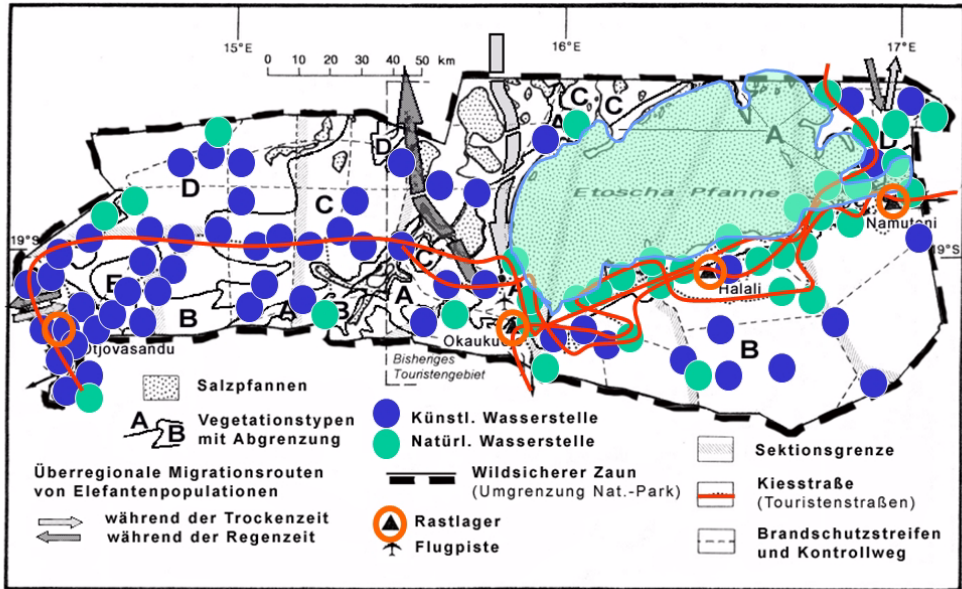 15°E
16°E
17°E
0 10 20 30 40 50 km
C
C
A
D
D
A
D
C
Etoscha Pfanne
Namutoni
19°S
19°S
C
E
A
Halali
B
A
B
Okauku
B
Otjovasandu
Bisheriges
Touristengebiet
Salzpfannen
A
B
Vegetationstypen
mit Abgrenzung
Künstl. Wasserstelle
Natürl. Wasserstelle
Sektionsgrenze
Überregionale Migrationsrouten
von Elefantenpopulationen
Wildsicherer Zaun
(Umgrenzung Nat.-Park)
Kiesstraße
(Touristenstraßen)
während der Trockenzeit
während der Regenzeit
Rastlager
Flugpiste
Brandschutzstreifen
und Kontrollweg